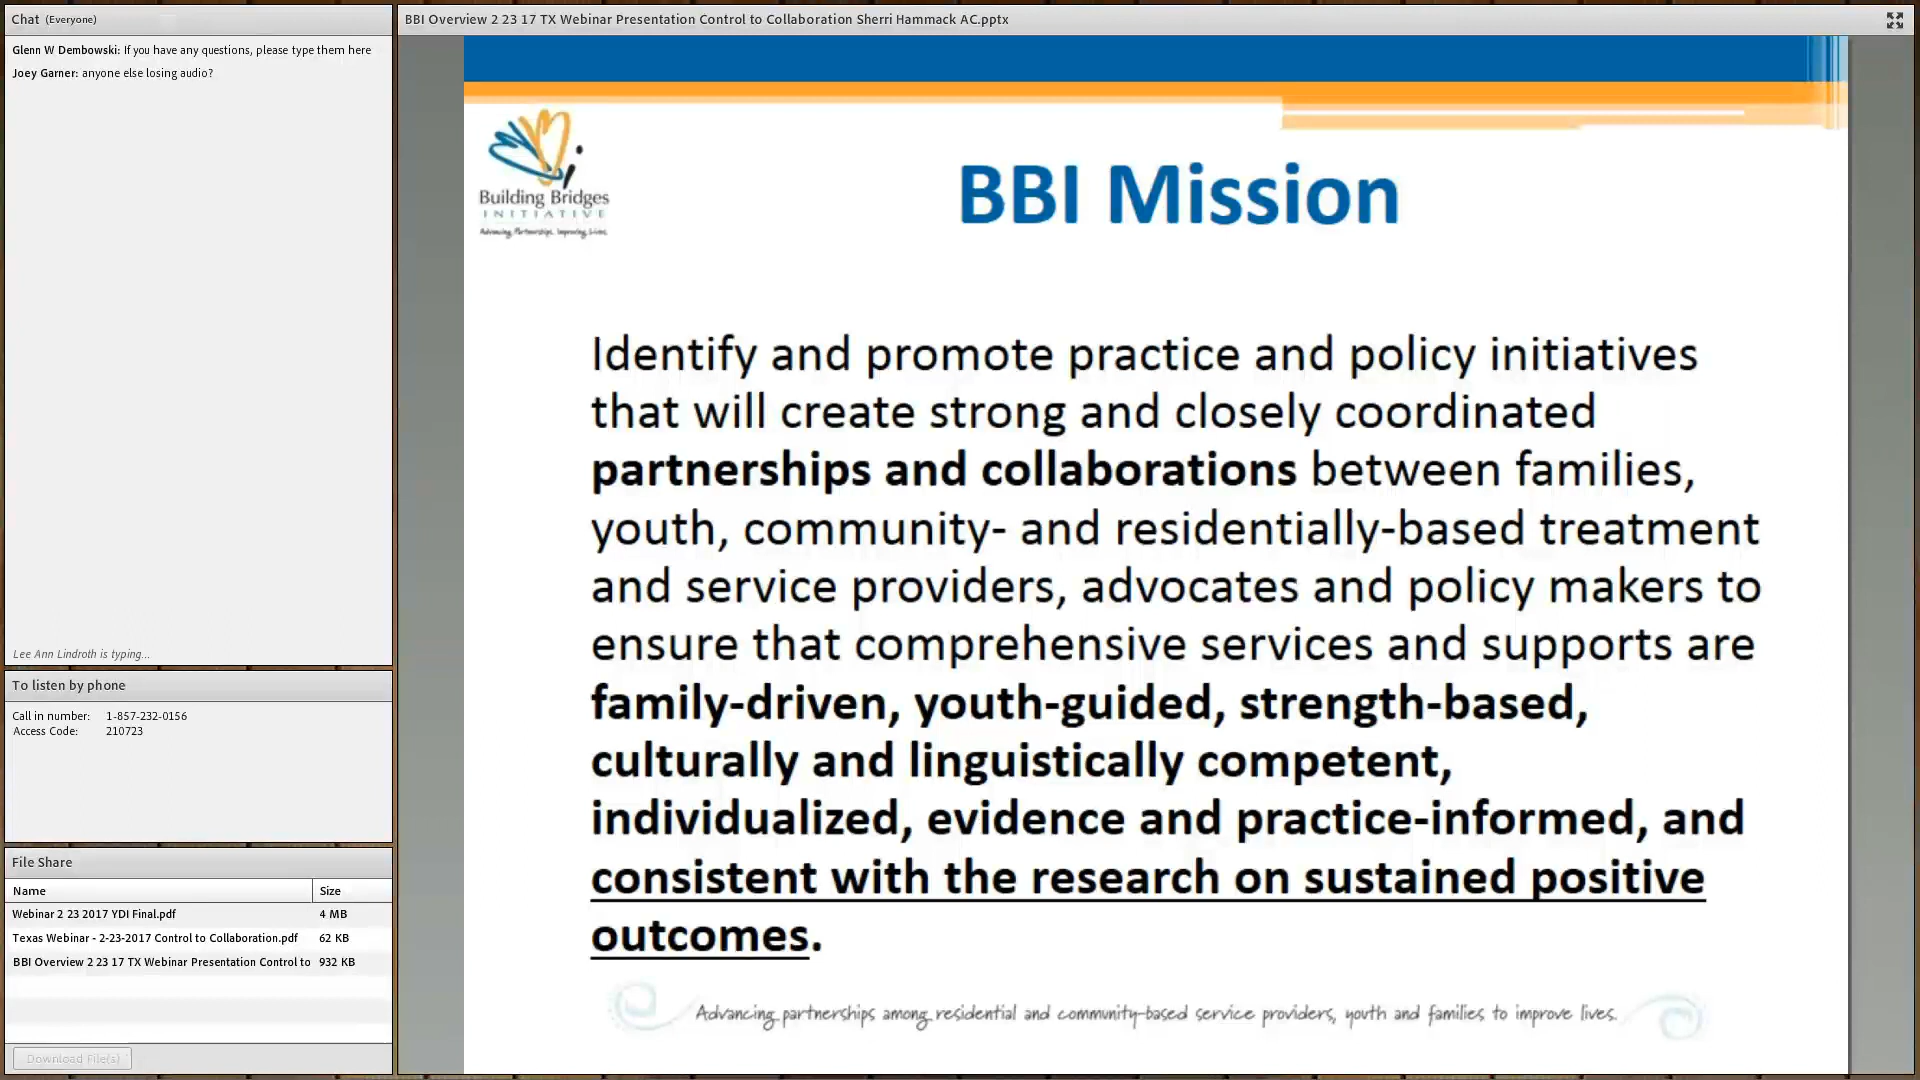 Chat (Everyone)
Glenn W Dembowski: If you have any questions, please type them here
Joey Garner: anyone else losing audio?
Lee Ann Lindroth is typing...
To listen by phone
Call in number: 1-857-232-0156
Access Code: 210723
File Share
Name Size
Webinar 2 23 2017 YDI Final.pdf 4 MB
Texas Webinar - 2-23-2017 Control to Collaboration.pdf 62 KB
BBI Overview 2 23 17 TX Webinar Presentation Control to 932 KB
Download File(s)
BBI Overview 2 23 17 TX Webinar Presentation Control to Collaboration Sherri Hammack AC.pptx
Building Bridges
INITIATIVE
Advancing Partnerships. Improving Lives.
BBI Mission
Identify and promote practice and policy initiatives
that will create strong and closely coordinated
partnerships and collaborations between families,
youth, community- and residentially-based treatment
and service providers, advocates and policy makers to
ensure that comprehensive services and supports are
family-driven, youth-guided, strength-based,
culturally and linguistically competent,
individualized, evidence and practice-informed, and
consistent with the research on sustained positive
outcomes.
Advancing partnerships among residential and community-based service providers, youth and families to improve lives.